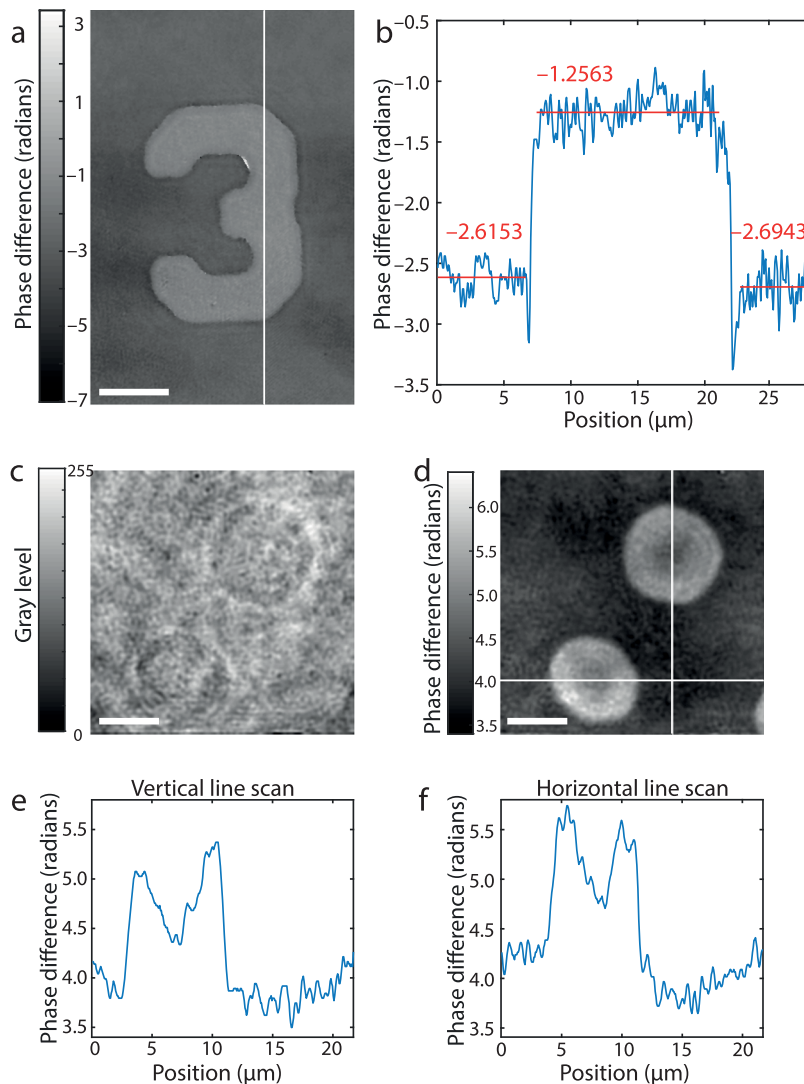 a
Phase difference (radians)
3
1
−1
−3
−5
−7
3
b
Phase difference (radians)
−0.5
−1.0
−1.5
−2.0
−2.5
−3.0
−3.5
−1.2563
−2.6153
−2.6943
0 5 10 15 20 25
Position (µm)
c
Gray level
255
0
d
Phase difference (radians)
6.0
5.5
5.0
4.5
4.0
3.5
e
Vertical line scan
Phase difference (radians)
5.5
5.0
4.5
4.0
3.5
0 5 10 15 20
Position (µm)
f
Horizontal line scan
Phase difference (radians)
5.5
5.0
4.5
4.0
3.5
0 5 10 15 20
Position (µm)